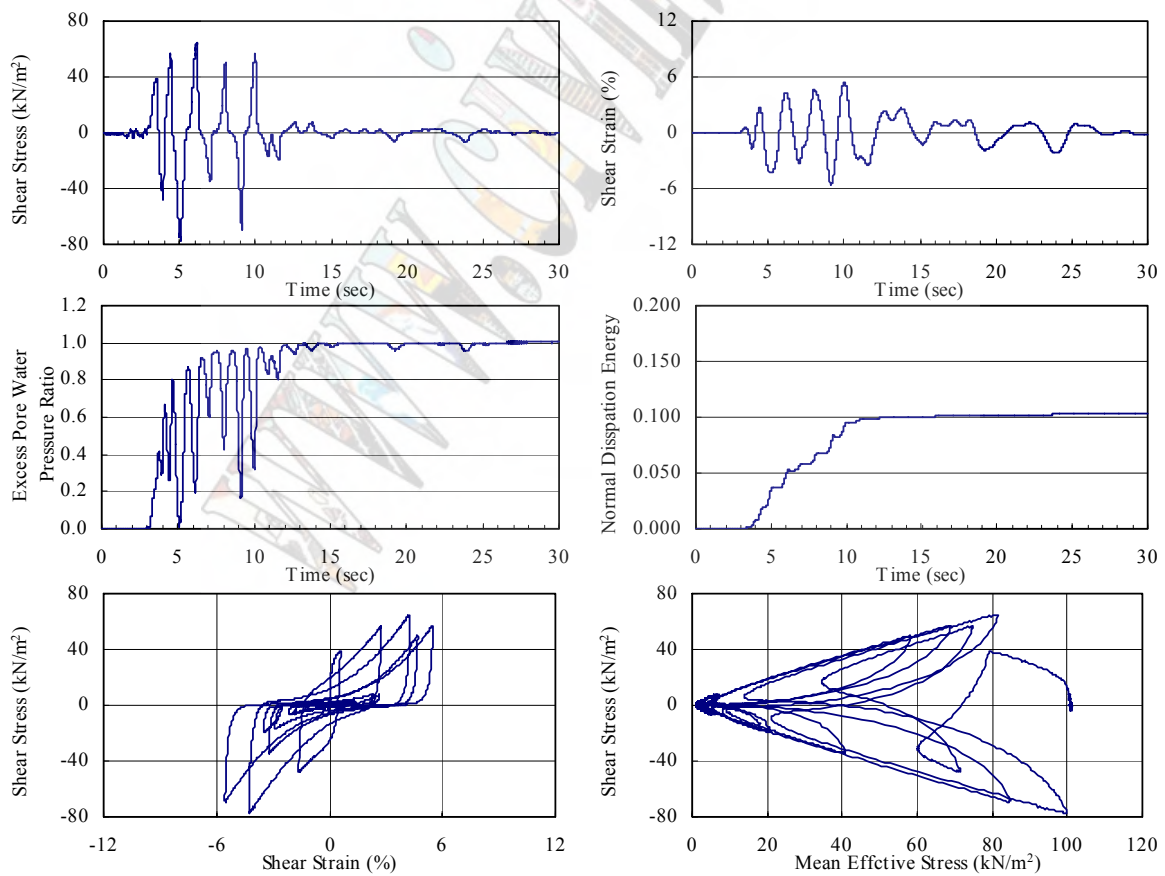 80
40
0
-40
-80
Shear Stress (kN/m²)
0 5 10 15 20 25 30
Time (sec)
12
6
0
-6
-12
Shear Strain (%)
0 5 10 15 20 25 30
Time (sec)
1.2
1.0
0.8
0.6
0.4
0.2
0.0
Excess Pore Water
Pressure Ratio
0 5 10 15 20 25 30
Time (sec)
0.200
0.150
0.100
0.050
0.000
Normal Disspation Energy
0 5 10 15 20 25 30
Time (sec)
80
40
0
-40
-80
Shear Stress (kN/m²)
-12 -6 0 6 12
Shear Strain (%)
80
40
0
-40
-80
Shear Stress (kN/m²)
0 20 40 60 80 100 120
Mean Effctive Stress (kN/m²)